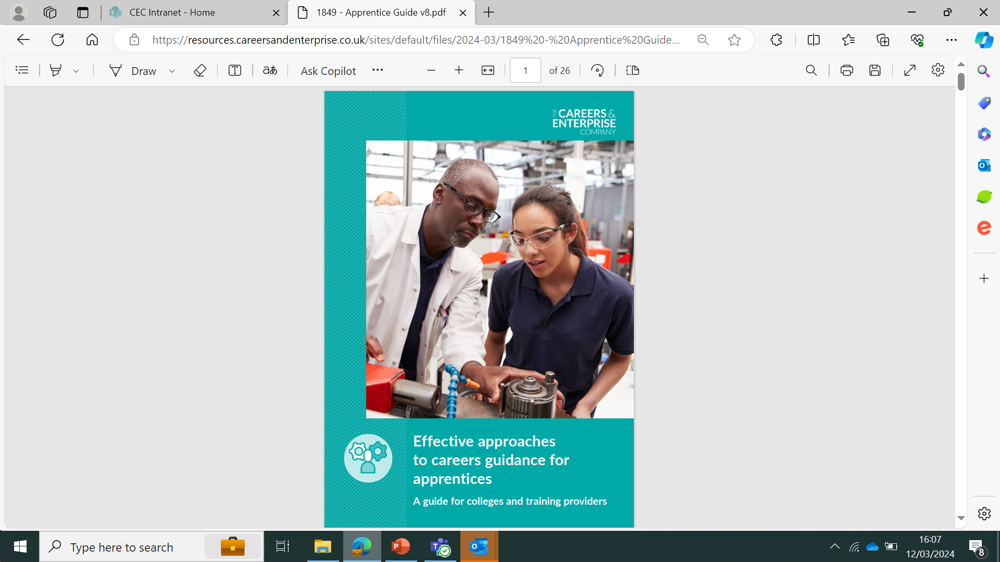 CEC Intranet - Home
1849 - Apprentice Guide v8.pdf
https://resources.careersandenterprise.co.uk/sites/default/files/2024-03/1849%20-%20Apprentice%20Guide...
Draw
Ask Copilot
1
of 26
THE CAREERS &
ENTERPRISE
COMPANY
Effective approaches
to careers guidance for
apprentices
A guide for colleges and training providers
Type here to search
16:07
12/03/2024
8